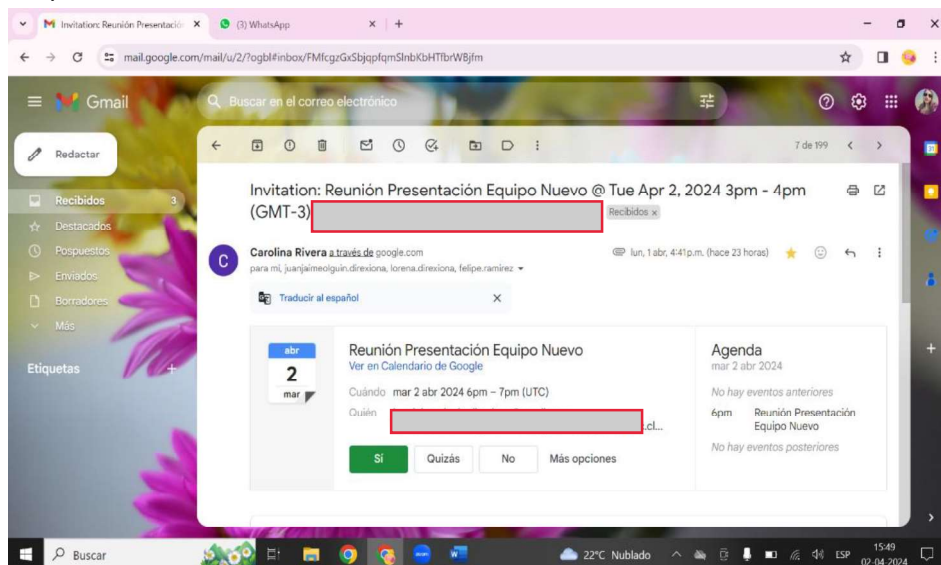 Invitation: Reunión Presentació
(3) WhatsApp
mail.google.com/mail/u/2/?ogbl#inbox/FMfcgzGxSbjqpfqmSlnbKbHTfbrWBjfm
Gmail
Buscar en el correo electrónico
Redactar
7 de 199
Recibidos 3
Destacados
Pospuestos
Enviados
Borradores
Más
Etiquetas
Invitation: Reunión Presentación Equipo Nuevo @ Tue Apr 2, 2024 3pm - 4pm
(GMT-3)
Recibidos x
Carolina Rivera a través de google.com
lun, 1 abr, 4:41 p.m. (hace 23 horas)
para mí, juanjaimeolguin.direxiona, lorena.direxiona, felipe.ramirez
Traducir al español
abr
2
mar
Reunión Presentación Equipo Nuevo
Ver en Calendario de Google
Cuándo mar 2 abr 2024 6pm – 7pm (UTC)
Quién
.cl...
Sí Quizás No Más opciones
Agenda
mar 2 abr 2024
No hay eventos anteriores
6pm Reunión Presentación
Equipo Nuevo
No hay eventos posteriores
Buscar
22°C Nublado
ESP
15:49
02-04-2024